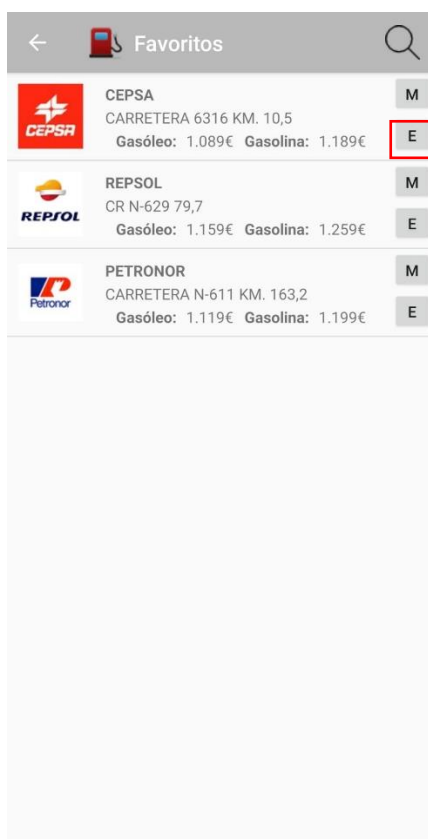 Favoritos
CEPSA
CEPSA
CARRETERA 6316 KM. 10,5
Gasóleo: 1.089€ Gasolina: 1.189€
M
E
REPSOL
REPSOL
CR N-629 79,7
Gasóleo: 1.159€ Gasolina: 1.259€
M
E
Petronor
PETRONOR
CARRETERA N-611 KM. 163,2
Gasóleo: 1.119€ Gasolina: 1.199€
M
E